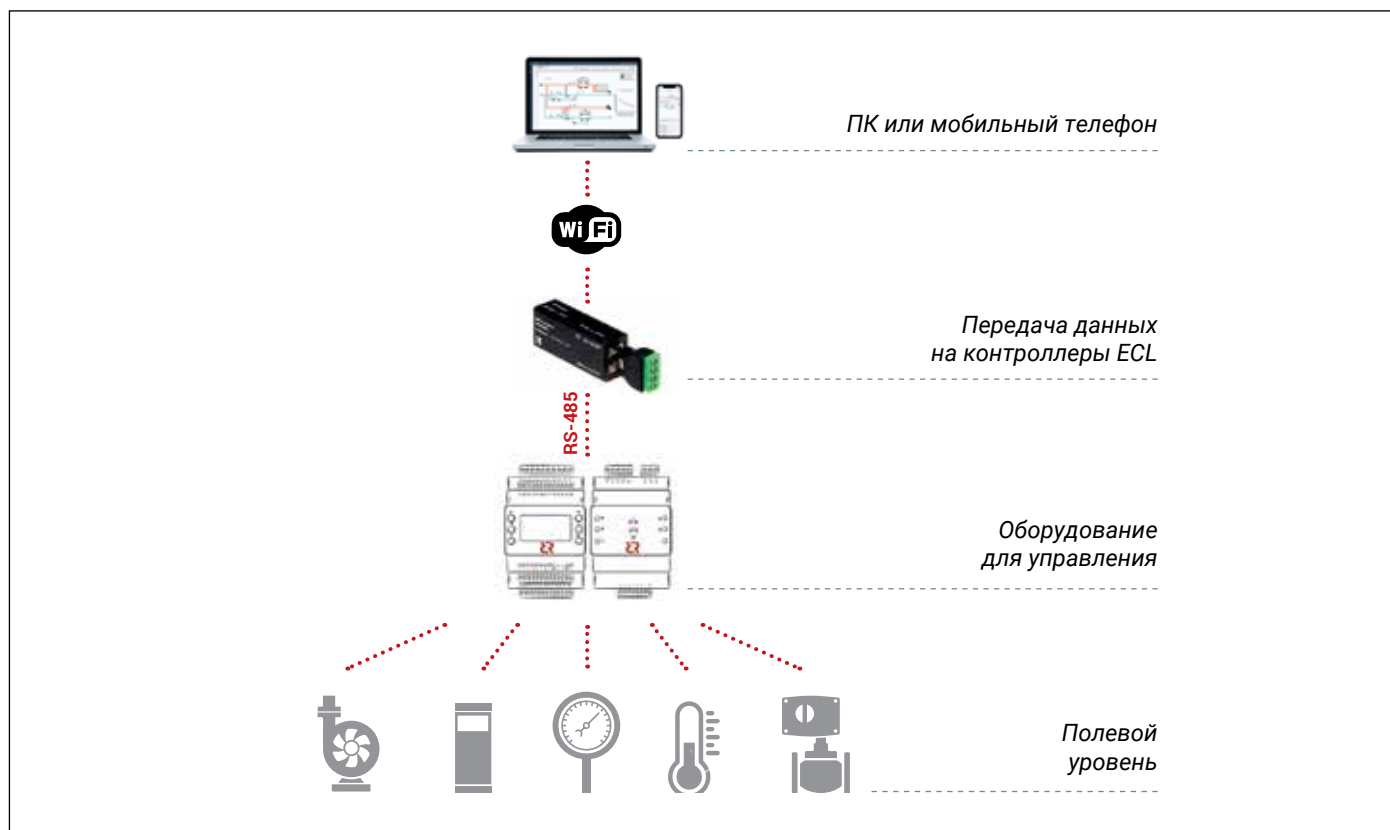 ПК или мобильный телефон
Wi Fi
Передача данных
на контроллеры ECL
RS-485
Оборудование
для управления
Полевой
уровень